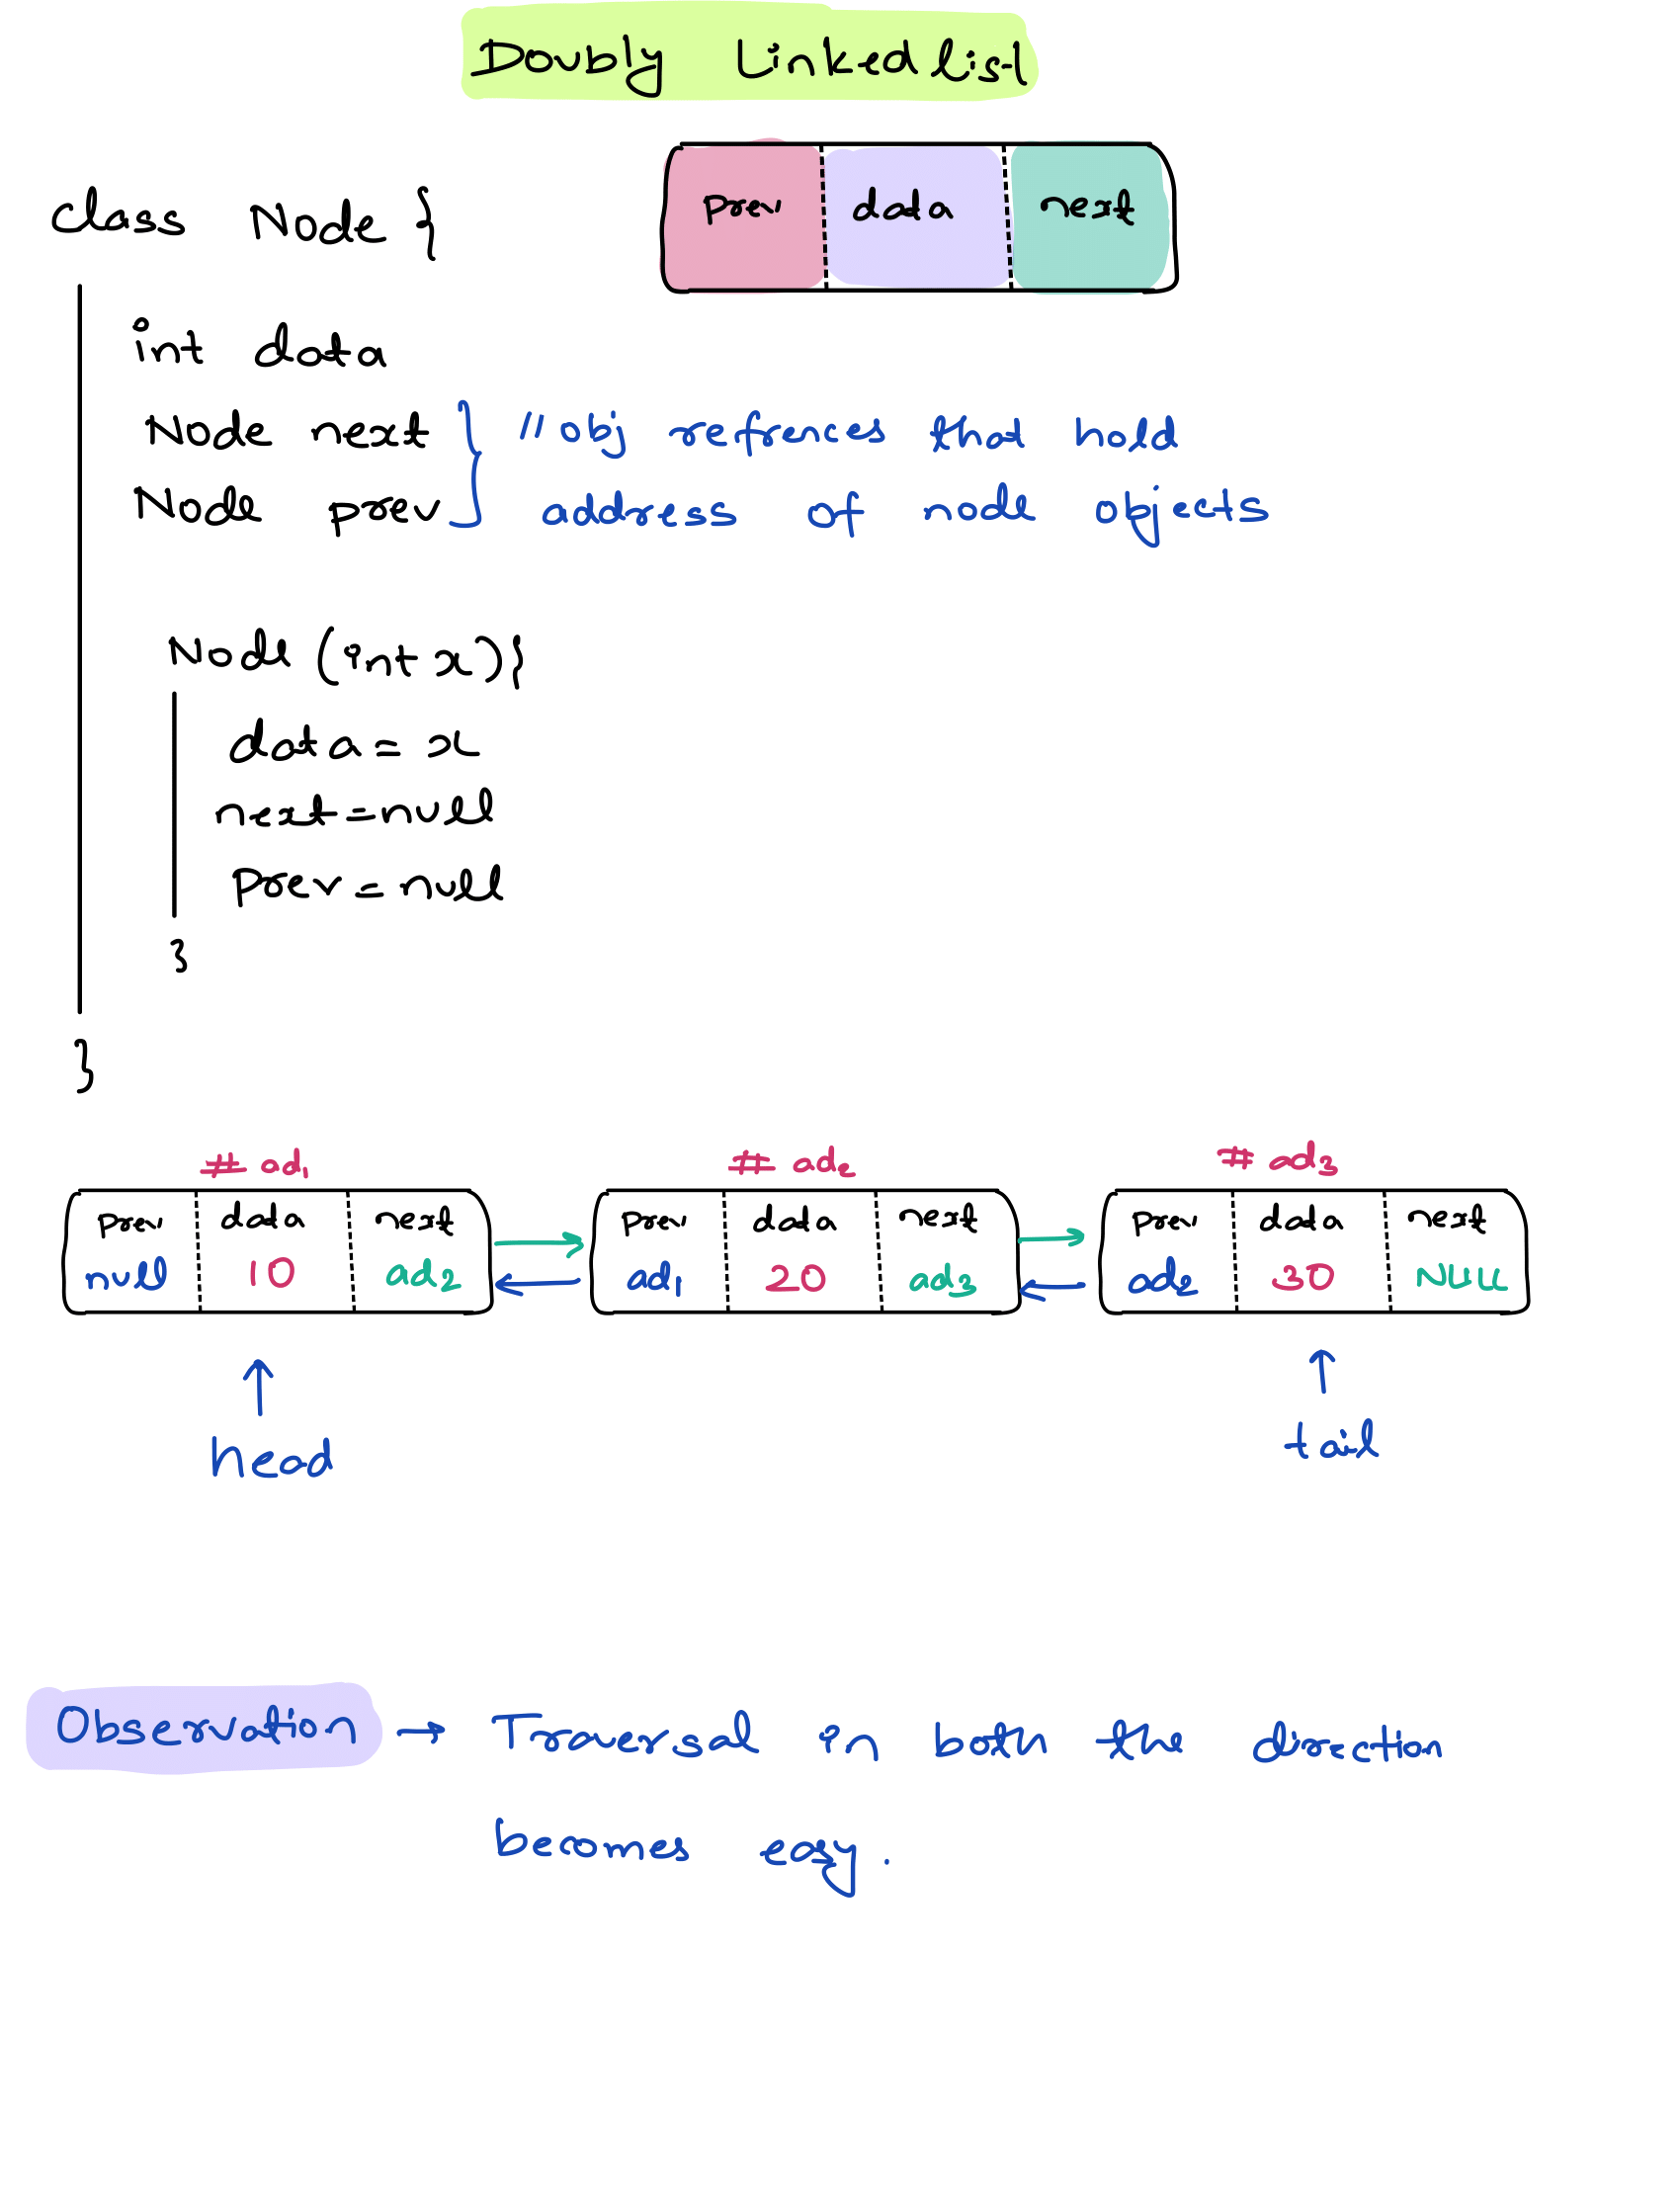 Doubly Linkedlist
prev data next
class Node {
int data
Node next } "obj refrences that hold
Node prev address of node objects
Node (int x){
data = x
next = null
prev = null
}
}
# ad1 # ad2 # ad3
prev data next prev data next prev data next
null 10 ad2 ad1 20 ad3 ad2 30 NULL
head tail
Observation → Traversal in both the direction
becomes easy.